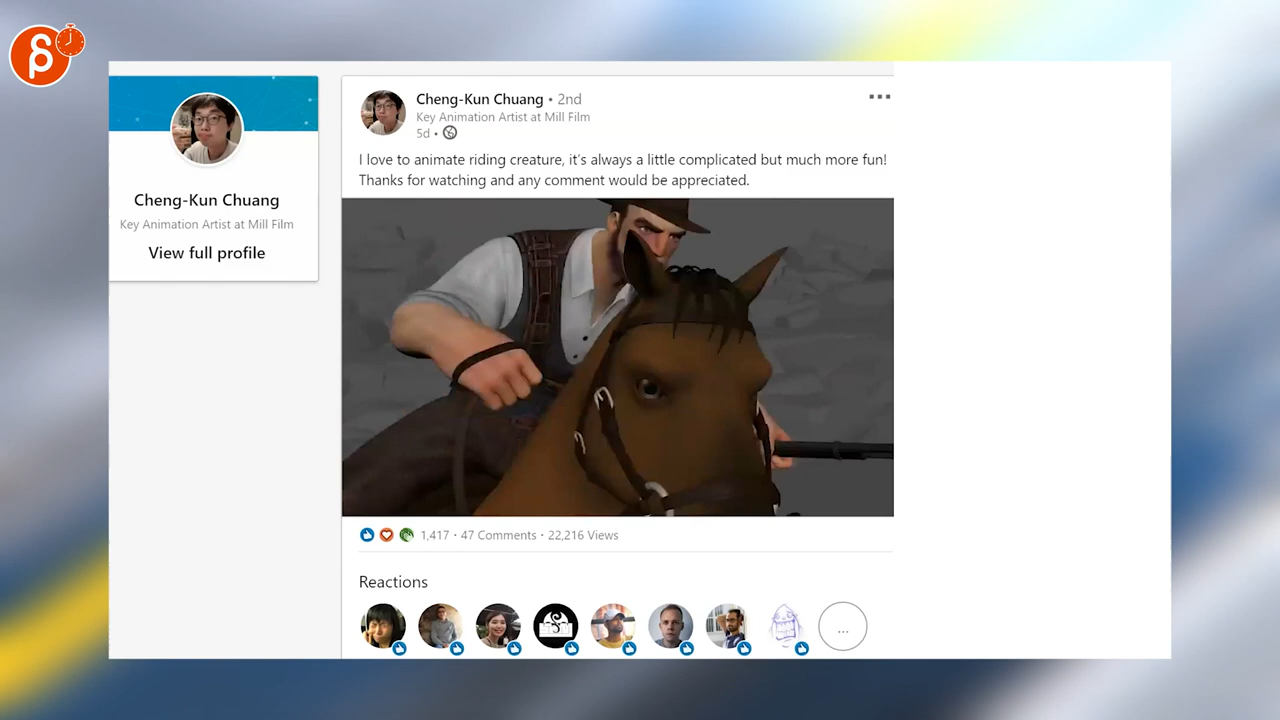 Cheng-Kun Chuang
Key Animation Artist at Mill Film
View full profile
Cheng-Kun Chuang • 2nd
Key Animation Artist at Mill Film
5d •
I love to animate riding creature, it's always a little complicated but much more fun!
Thanks for watching and any comment would be appreciated.
1,417 · 47 Comments · 22,216 Views
Reactions
...